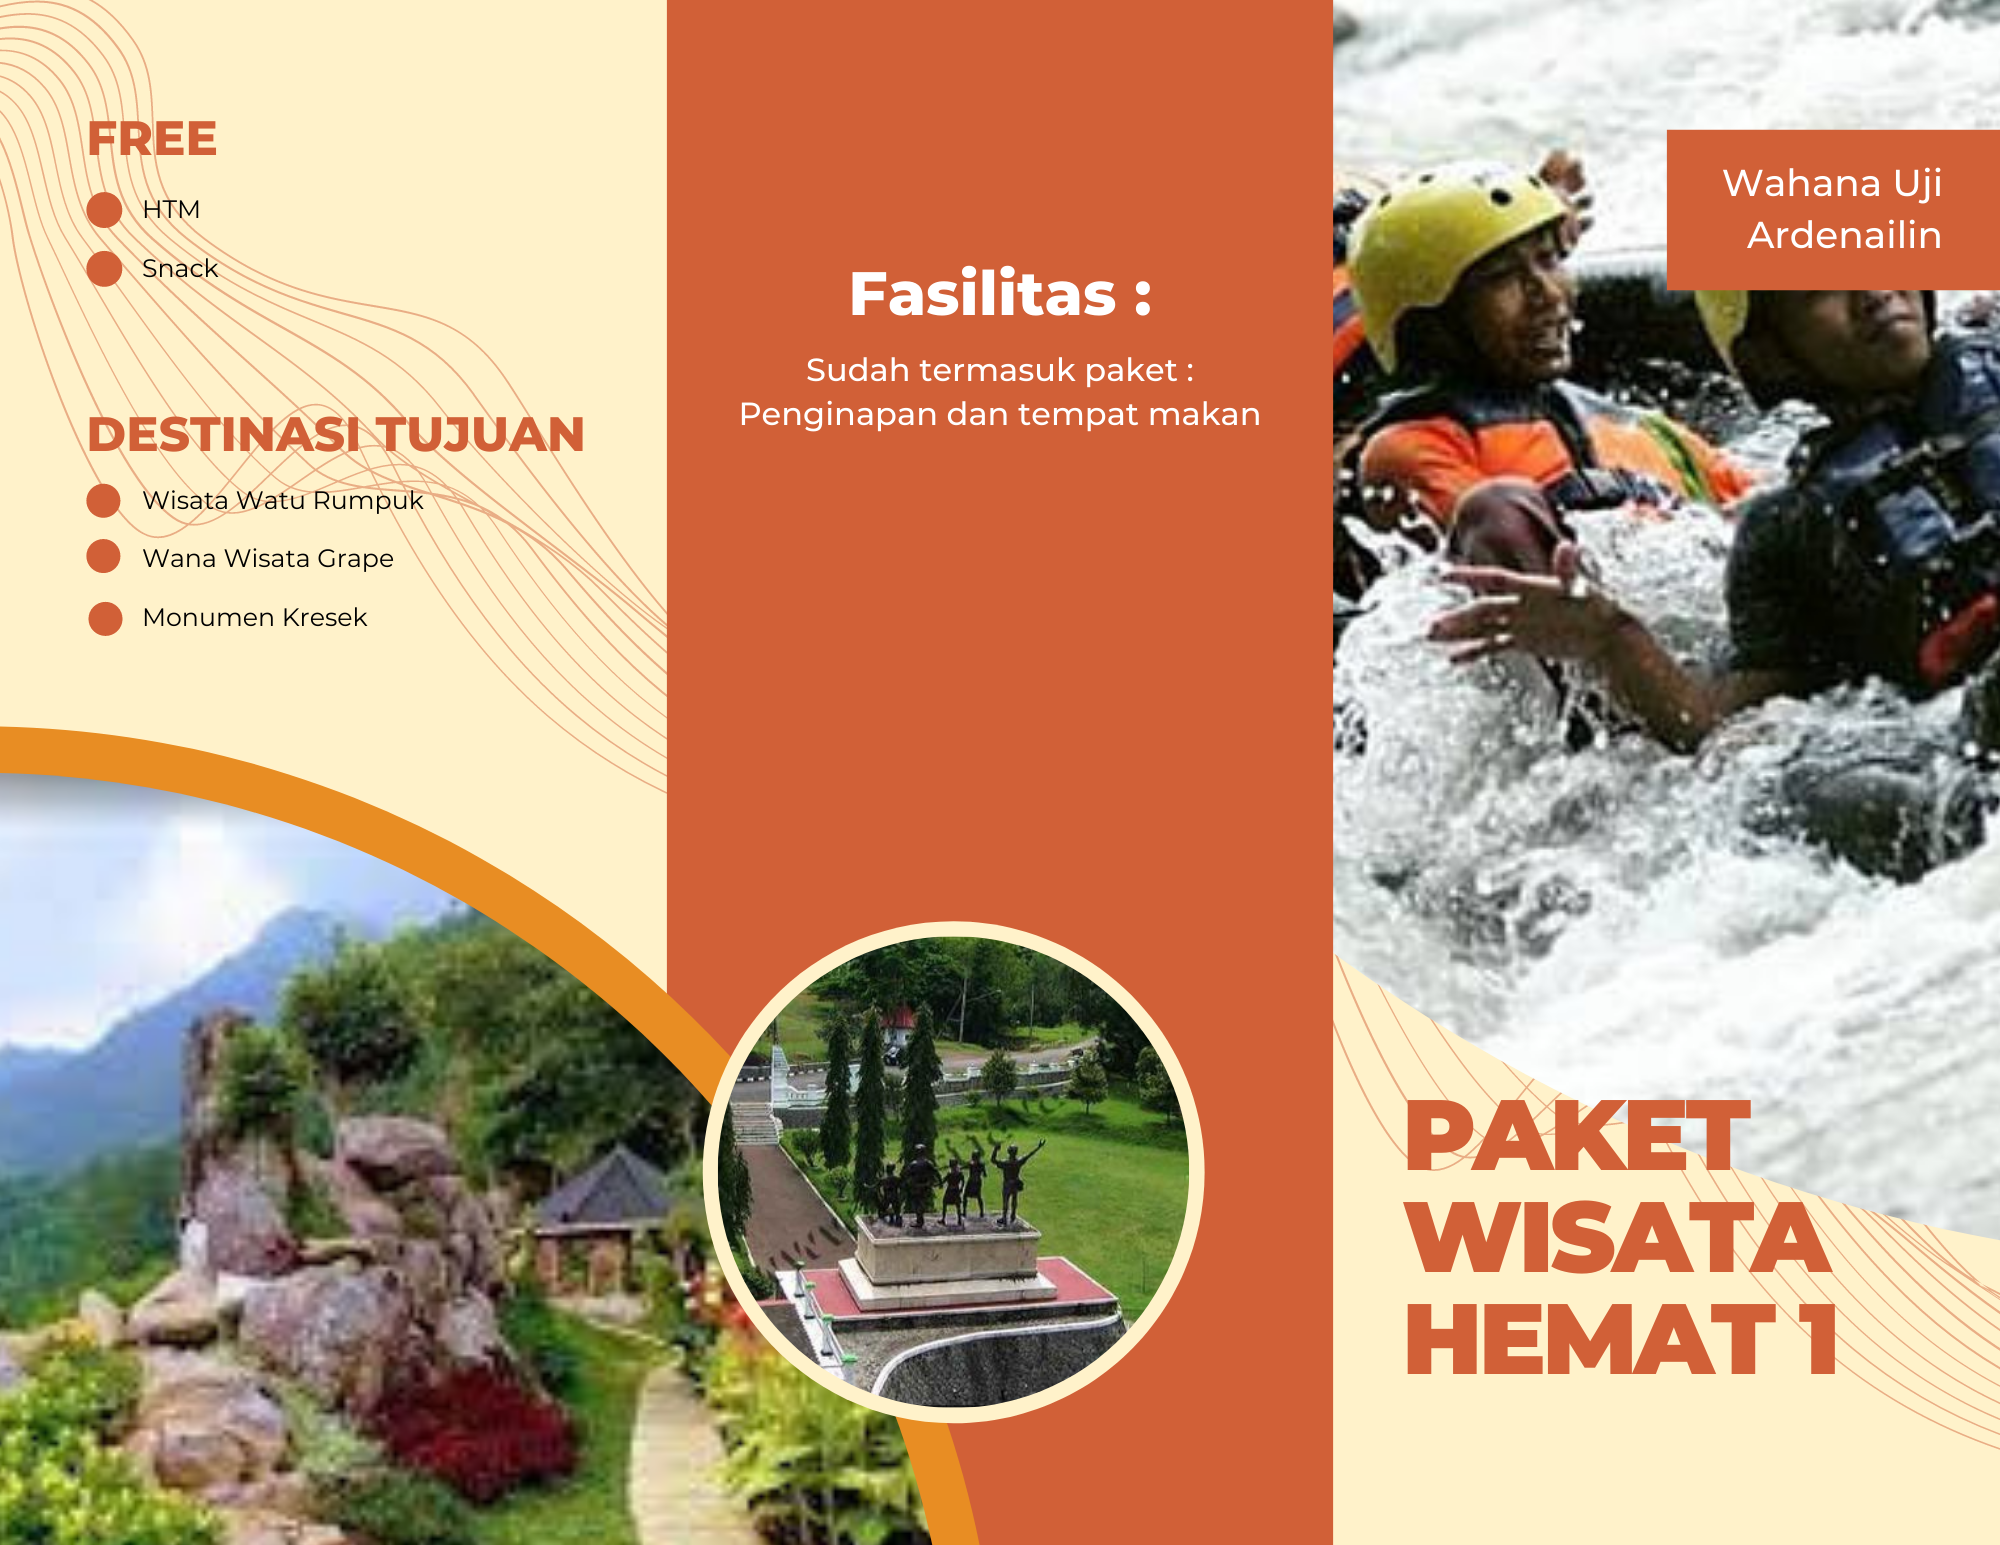 FREE
HTM
Snack
DESTINASI TUJUAN
Wisata Watu Rumpuk
Wana Wisata Grape
Monumen Kresek
Fasilitas :
Sudah termasuk paket :
Penginapan dan tempat makan
Wahana Uji
Ardenailin
PAKET
WISATA
HEMAT 1